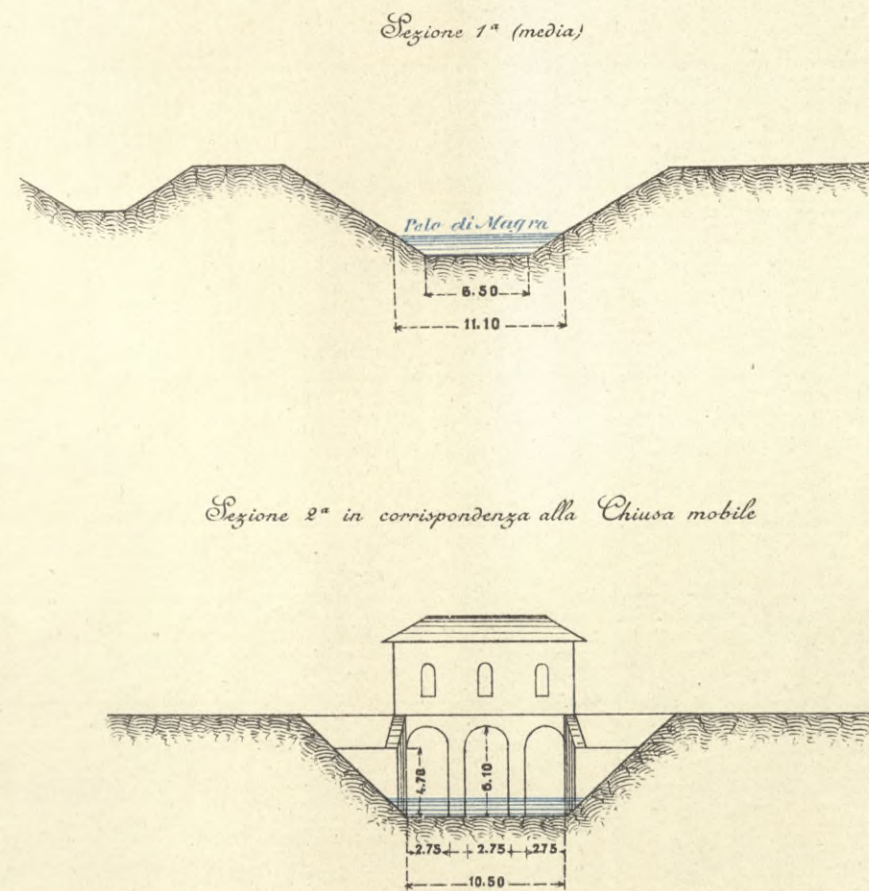 Sezione 1ª (media)
Pelo di Magra
6.50
11.10
Sezione 2ª in corrispondenza alla Chiusa mobile
4.70
6.10
2.75 2.75 2.75
10.50